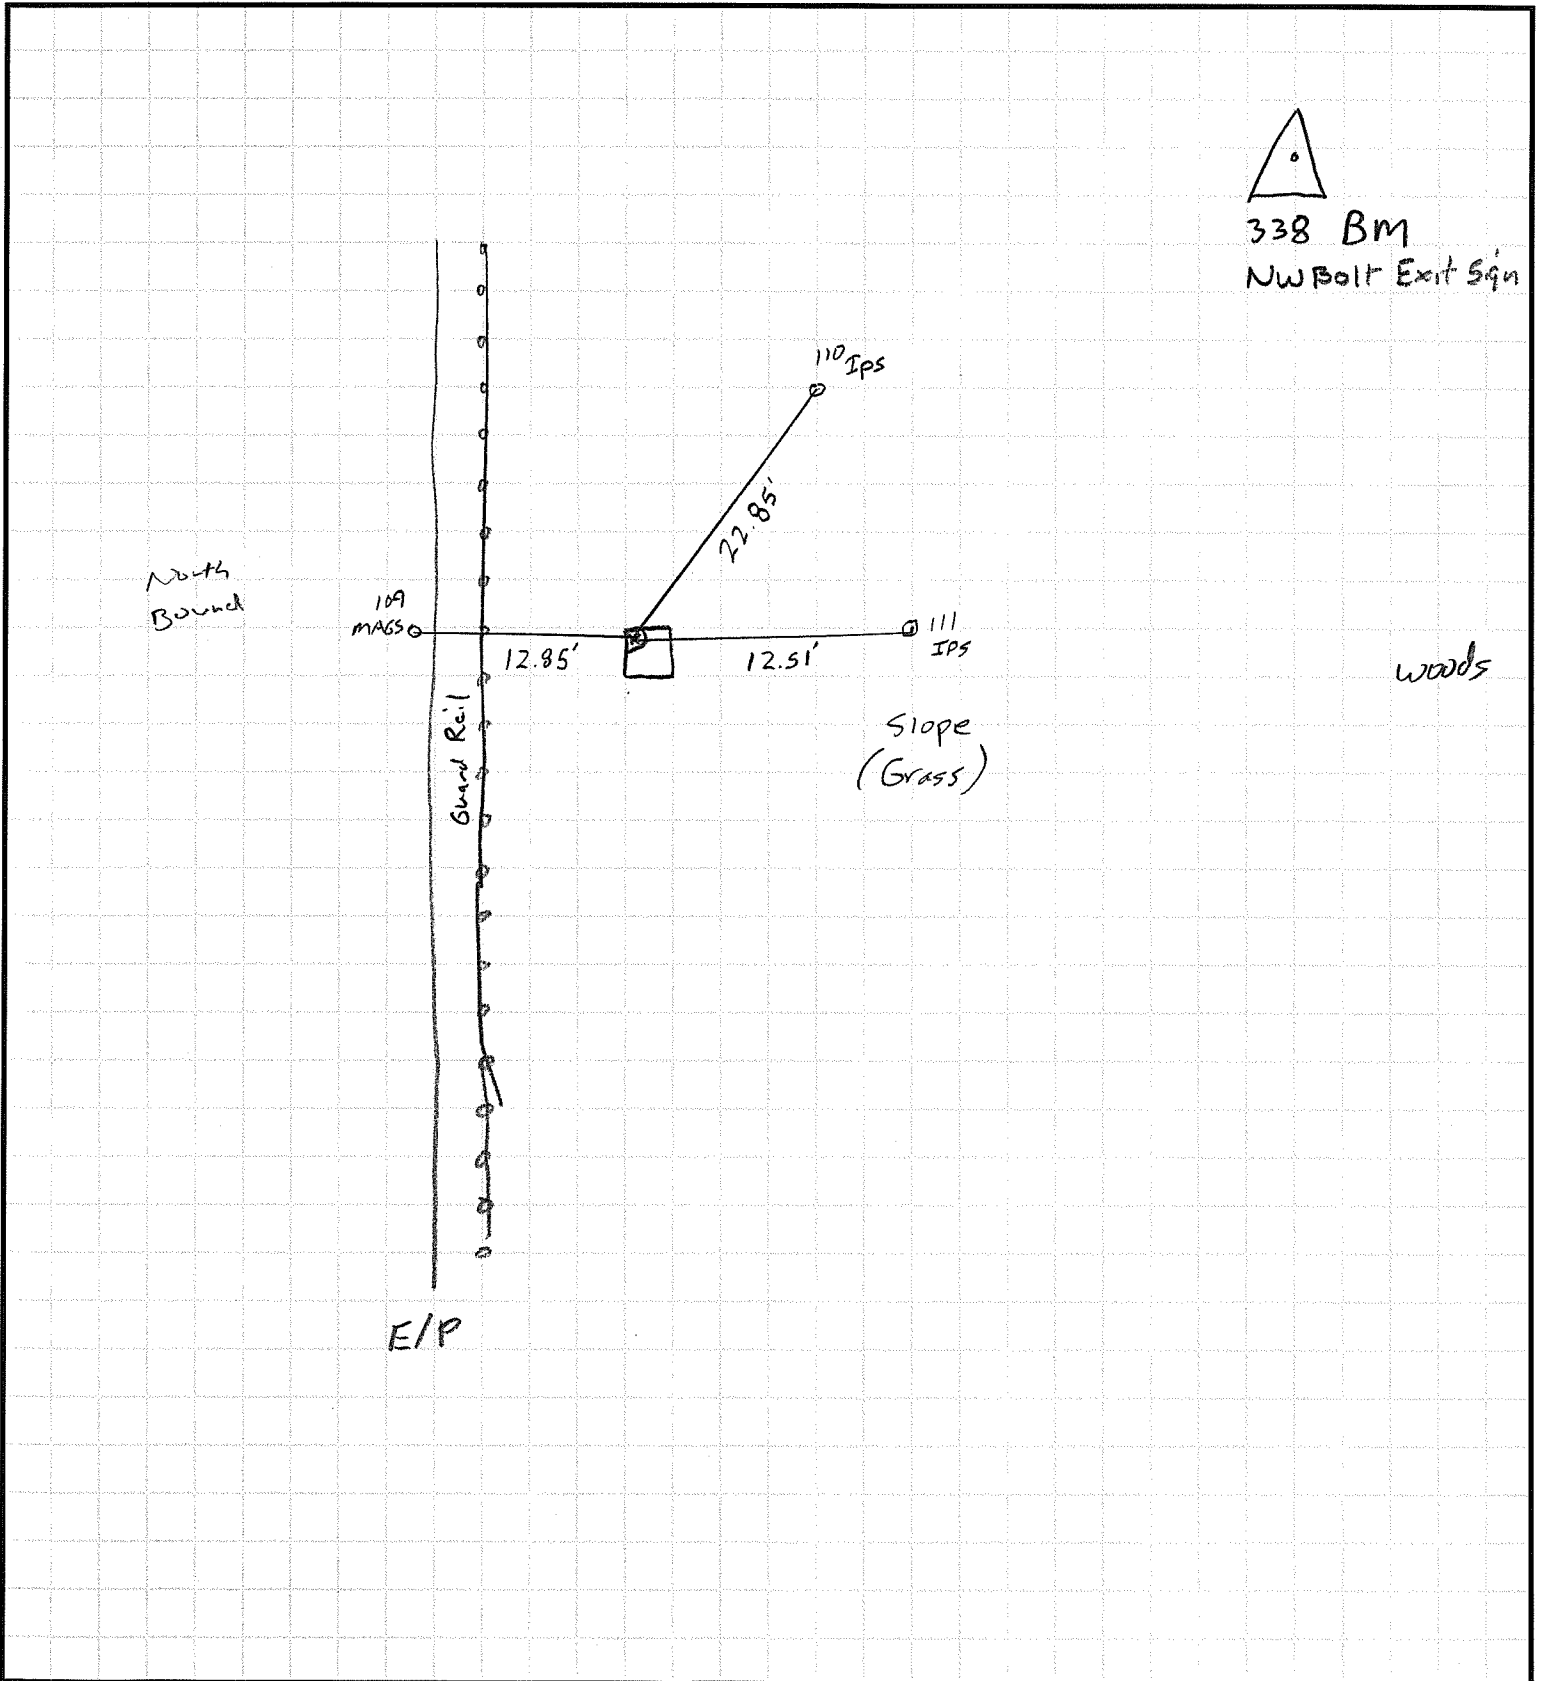 338 BM
NW Bolt Exit Sign
110 Ips
22.85'
North
Bound
109
MAGS
12.85'
12.51'
111
IPS
woods
Guard Rail
Slope
(Grass)
E/P